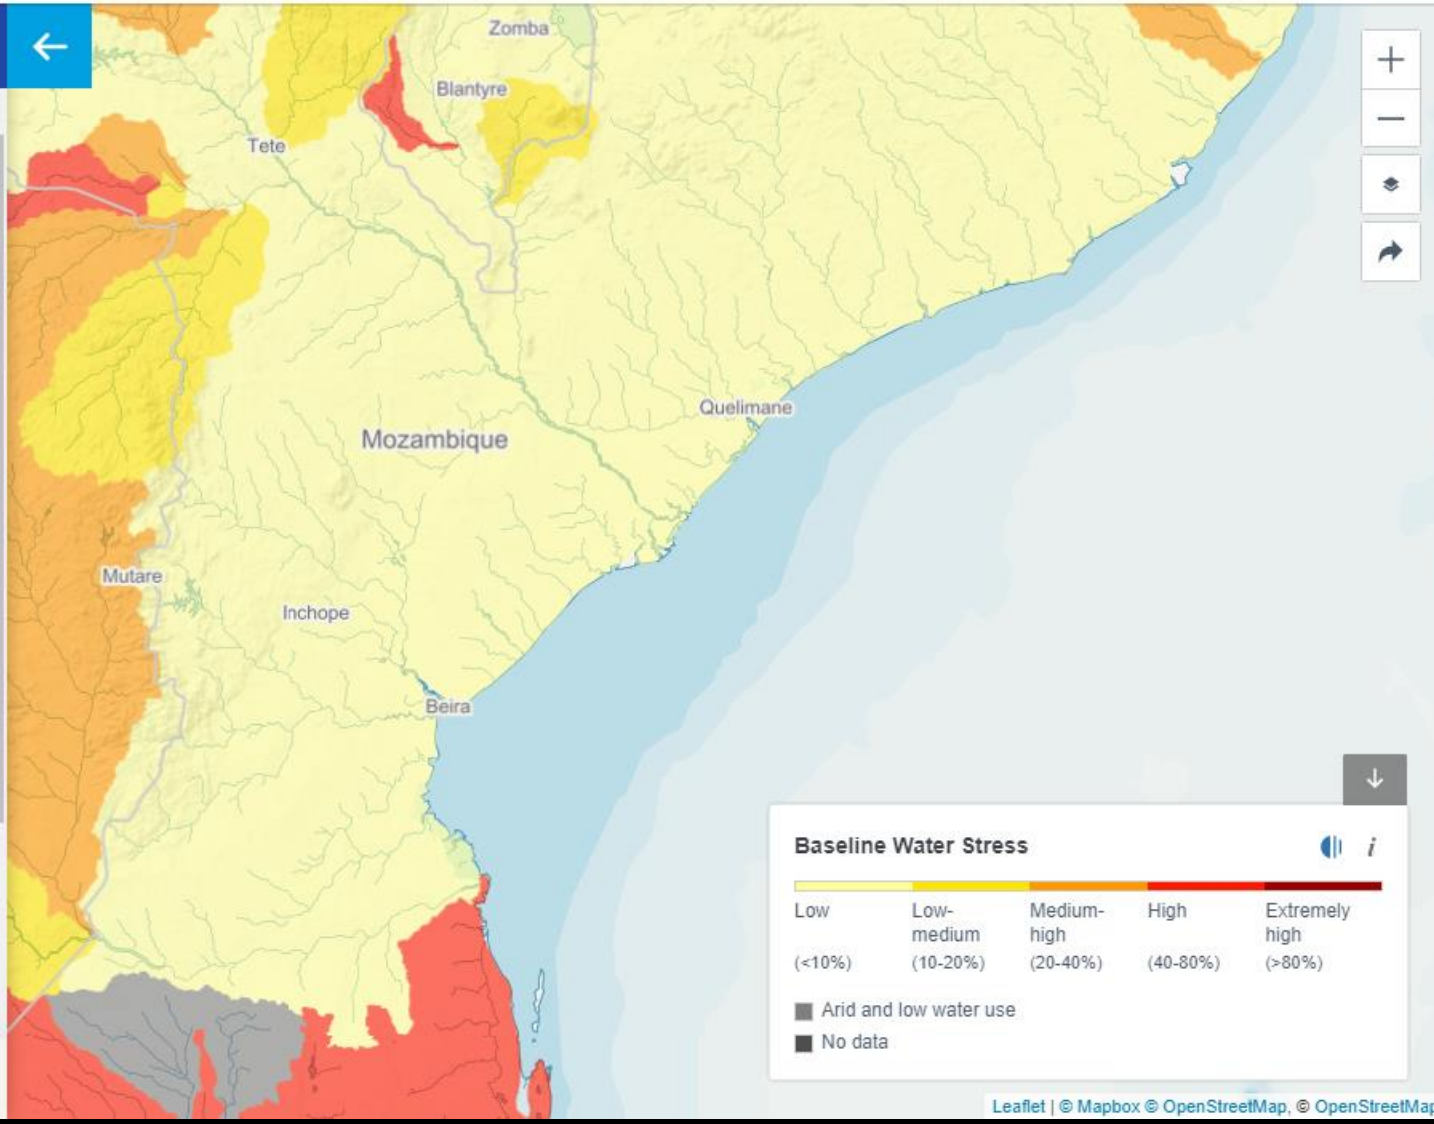 Zomba
Blantyre
Tete
Quelimane
Mozambique
Mutare
Inchope
Beira
Baseline Water Stress
i
Low Low- Medium- High Extremely
medium high high
(<10%) (10-20%) (20-40%) (40-80%) (>80%)
Arid and low water use
No data
Leaflet | © Mapbox © OpenStreetMap, © OpenStreetMap